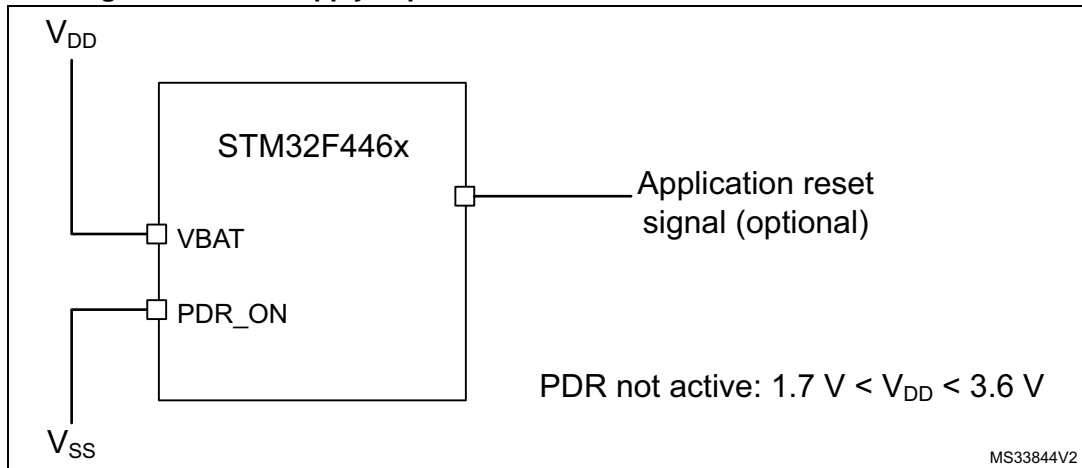 V_DD
STM32F446x
Application reset
signal (optional)
VBAT
PDR_ON
PDR not active: 1.7 V < V_DD < 3.6 V
V_SS
MS33844V2